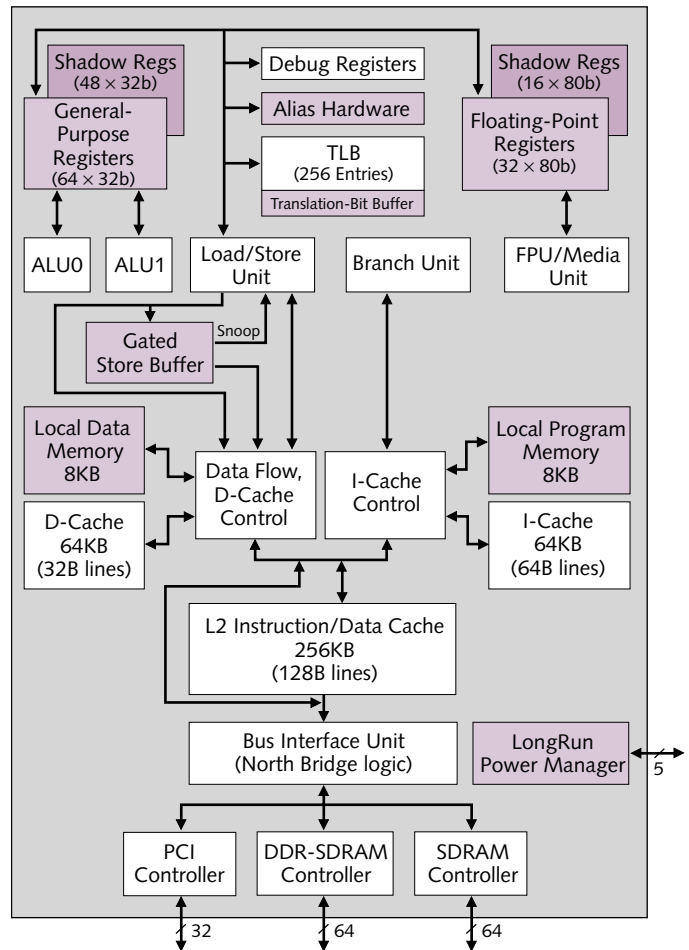 Shadow Regs
(48 × 32b)
General-
Purpose
Registers
(64 × 32b)
Debug Registers
Alias Hardware
TLB
(256 Entries)
Translation-Bit Buffer
Shadow Regs
(16 × 80b)
Floating-Point
Registers
(32 × 80b)
ALU0
ALU1
Load/Store
Unit
Branch Unit
FPU/Media
Unit
Gated
Store Buffer
Snoop
Local Data
Memory
8KB
Data Flow,
D-Cache
Control
I-Cache
Control
Local Program
Memory
8KB
D-Cache
64KB
(32B lines)
I-Cache
64KB
(64B lines)
L2 Instruction/Data Cache
256KB
(128B lines)
Bus Interface Unit
(North Bridge logic)
LongRun
Power Manager
5
PCI
Controller
DDR-SDRAM
Controller
SDRAM
Controller
32
64
64